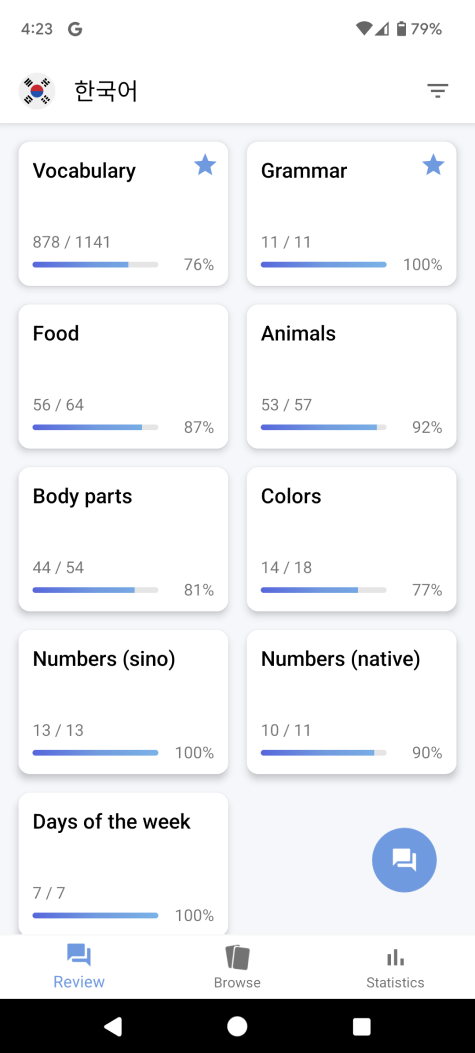 4:23 G 79%
한국어
Vocabulary
878 / 1141
76%
Grammar
11 / 11
100%
Food
56 / 64
87%
Animals
53 / 57
92%
Body parts
44 / 54
81%
Colors
14 / 18
77%
Numbers (sino)
13 / 13
100%
Numbers (native)
10 / 11
90%
Days of the week
7 / 7
100%
Review
Browse
Statistics